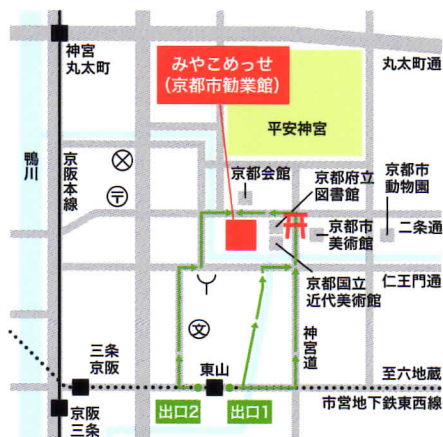 神宮
丸太町
みやこめっせ
(京都市勧業館)
丸太町通
平安神宮
鴨川
京阪本線
〒
京都会館
京都府立
図書館
京都市
動物園
京都市
美術館
二条通
仁王門通
京都国立
近代美術館
文
神宮道
三条
京阪
東山
至六地蔵
出口2
出口1
市営地下鉄東西線
京阪
三条